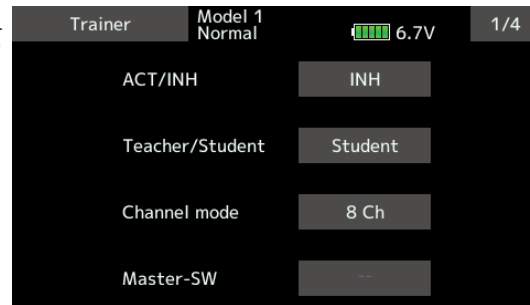 Trainer
Model 1
Normal
6.7V
1/4
ACT/INH INH
Teacher/Student Student
Channel mode 8 Ch
Master-SW --